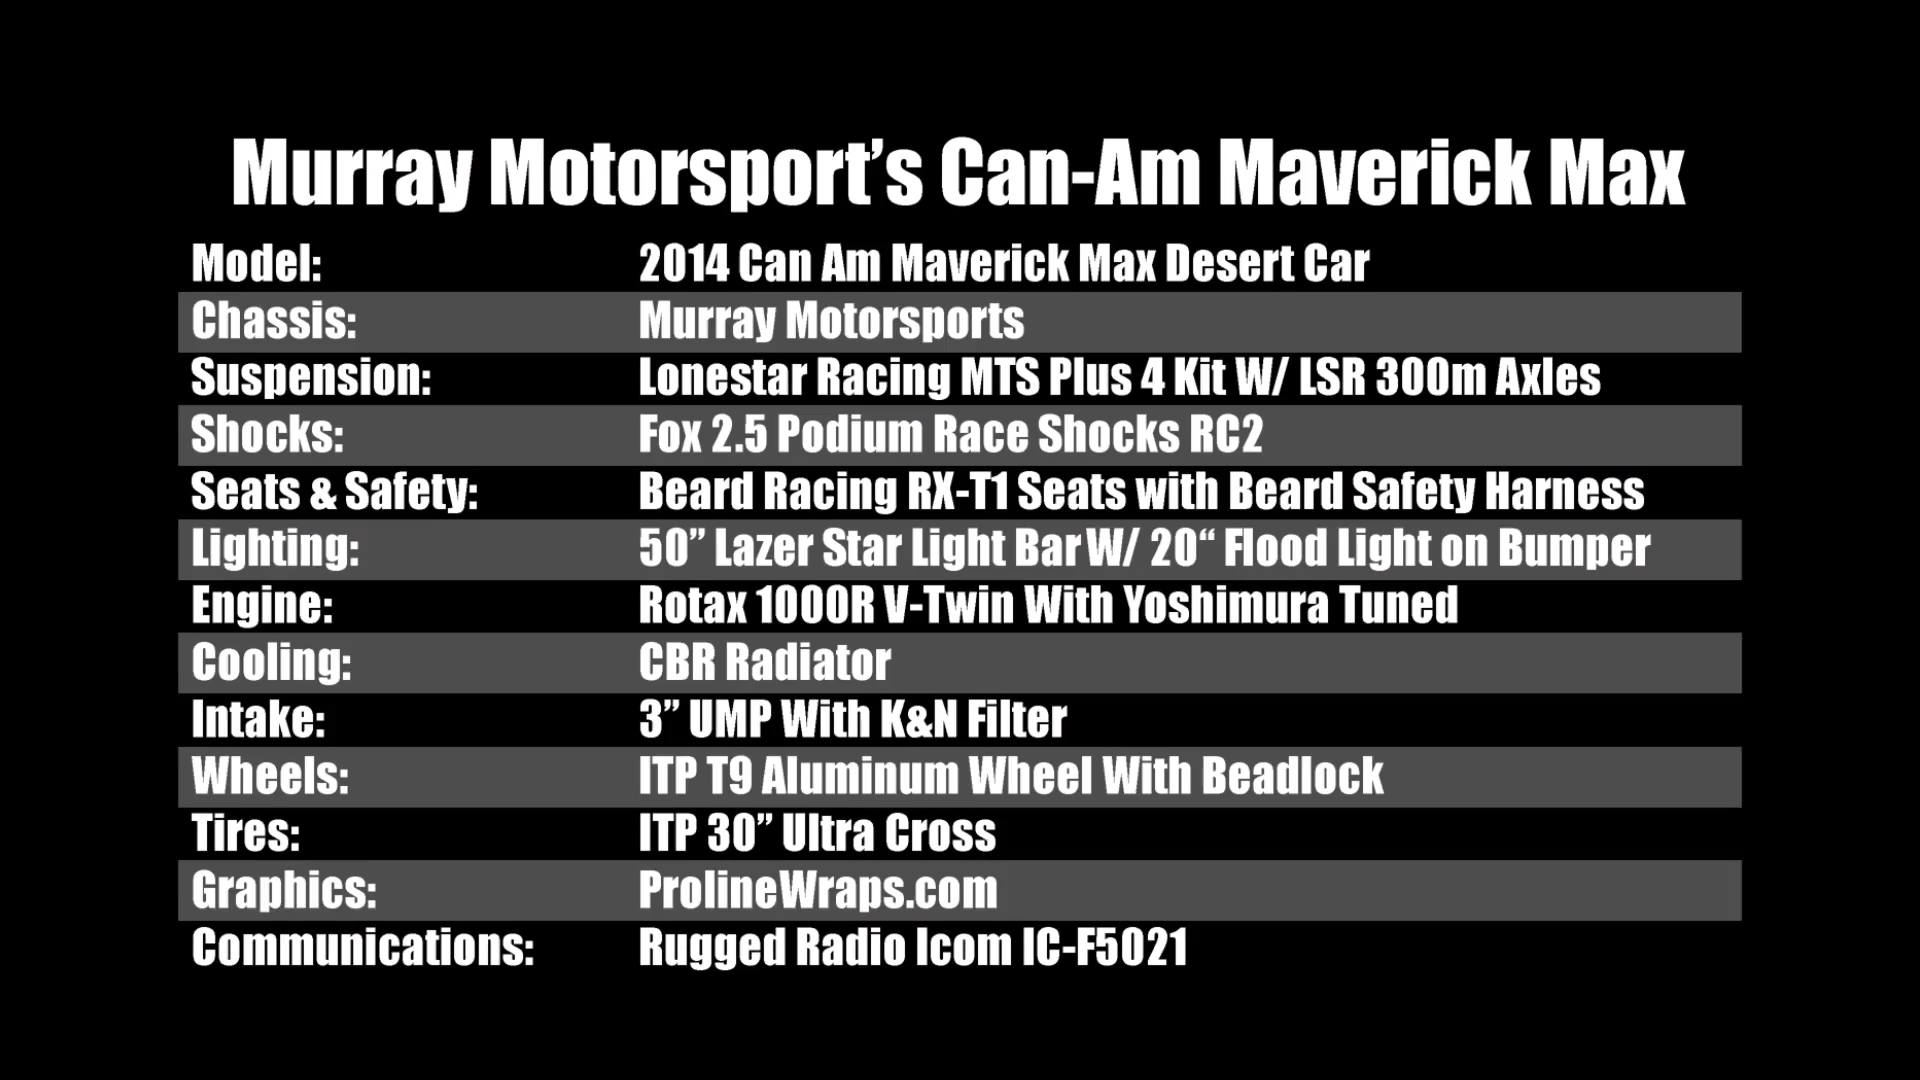 Murray Motorsport’s Can-Am Maverick Max
Model: 2014 Can Am Maverick Max Desert Car
Chassis: Murray Motorsports
Suspension: Lonestar Racing MTS Plus 4 Kit W/ LSR 300m Axles
Shocks: Fox 2.5 Podium Race Shocks RC2
Seats & Safety: Beard Racing RX-T1 Seats with Beard Safety Harness
Lighting: 50” Lazer Star Light Bar W/ 20“ Flood Light on Bumper
Engine: Rotax 1000R V-Twin With Yoshimura Tuned
Cooling: CBR Radiator
Intake: 3” UMP With K&N Filter
Wheels: ITP T9 Aluminum Wheel With Beadlock
Tires: ITP 30” Ultra Cross
Graphics: ProlineWraps.com
Communications: Rugged Radio Icom IC-F5021